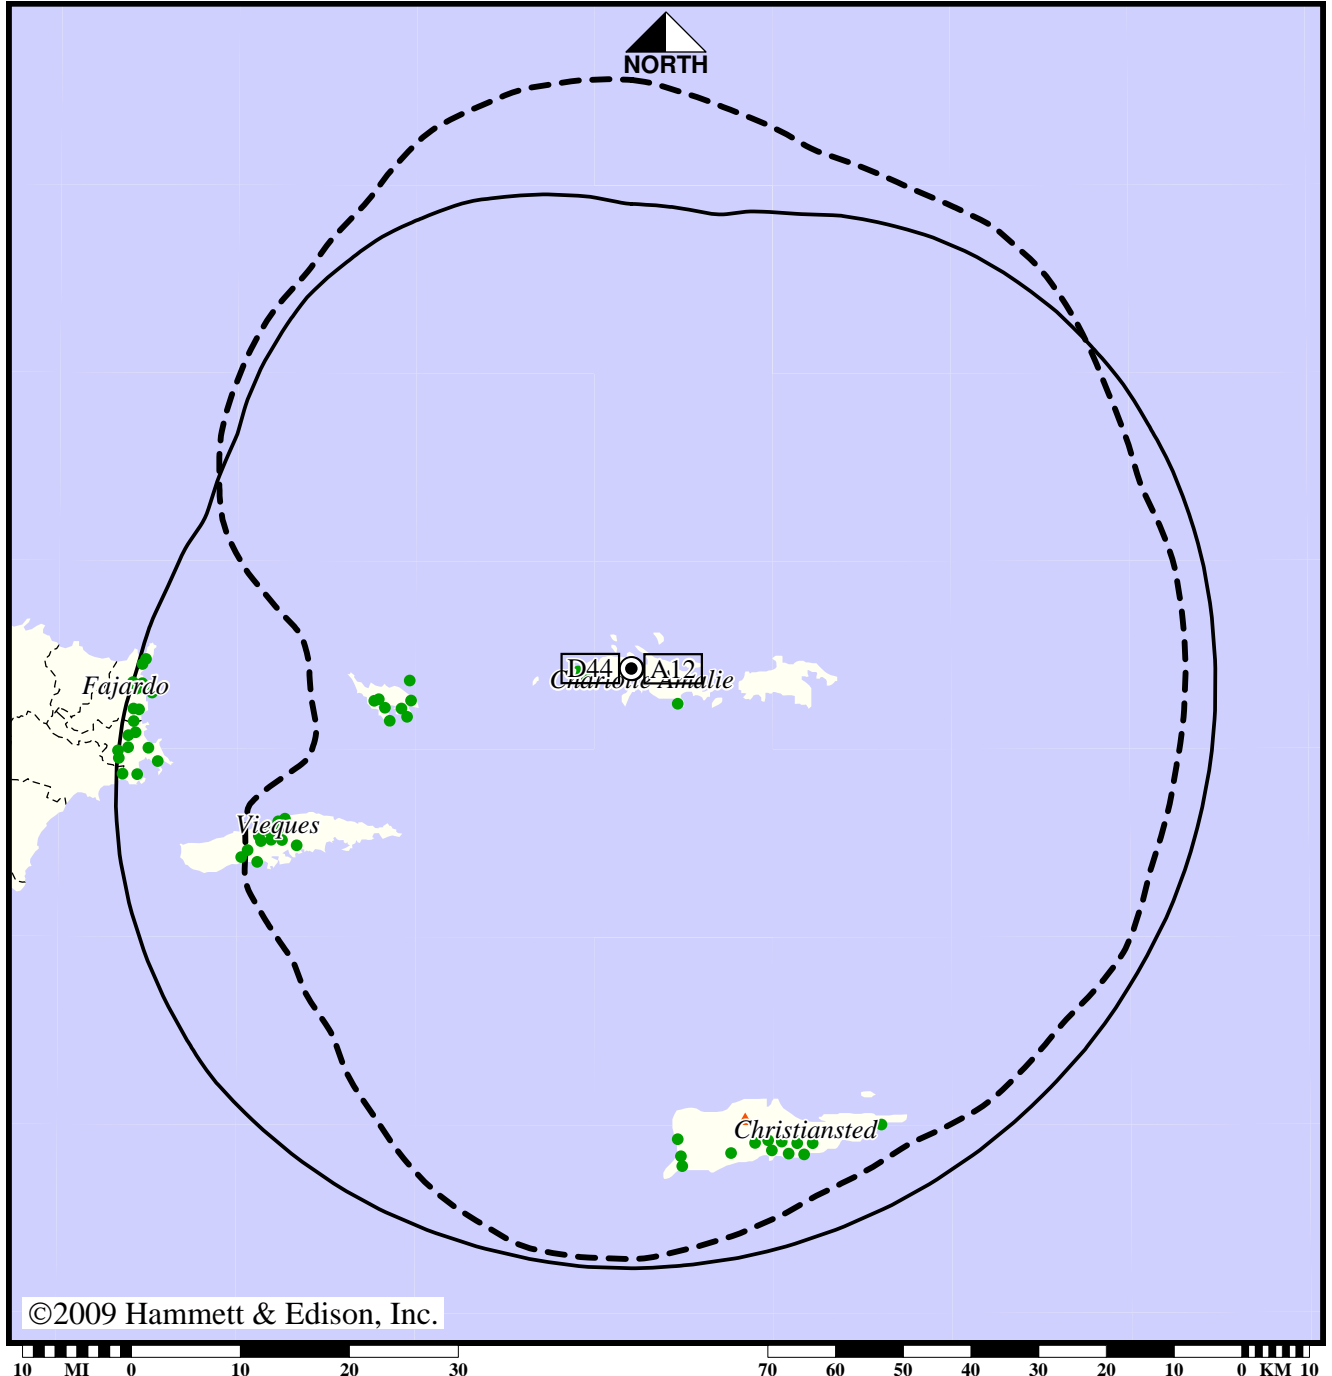 NORTH
D44 A12
Charlotte Amalie
Fajardo
Vieques
Christiansted
©2009 Hammett & Edison, Inc.
10 MI 0 10 20 30 70 60 50 40 30 20 10 0 KM 10